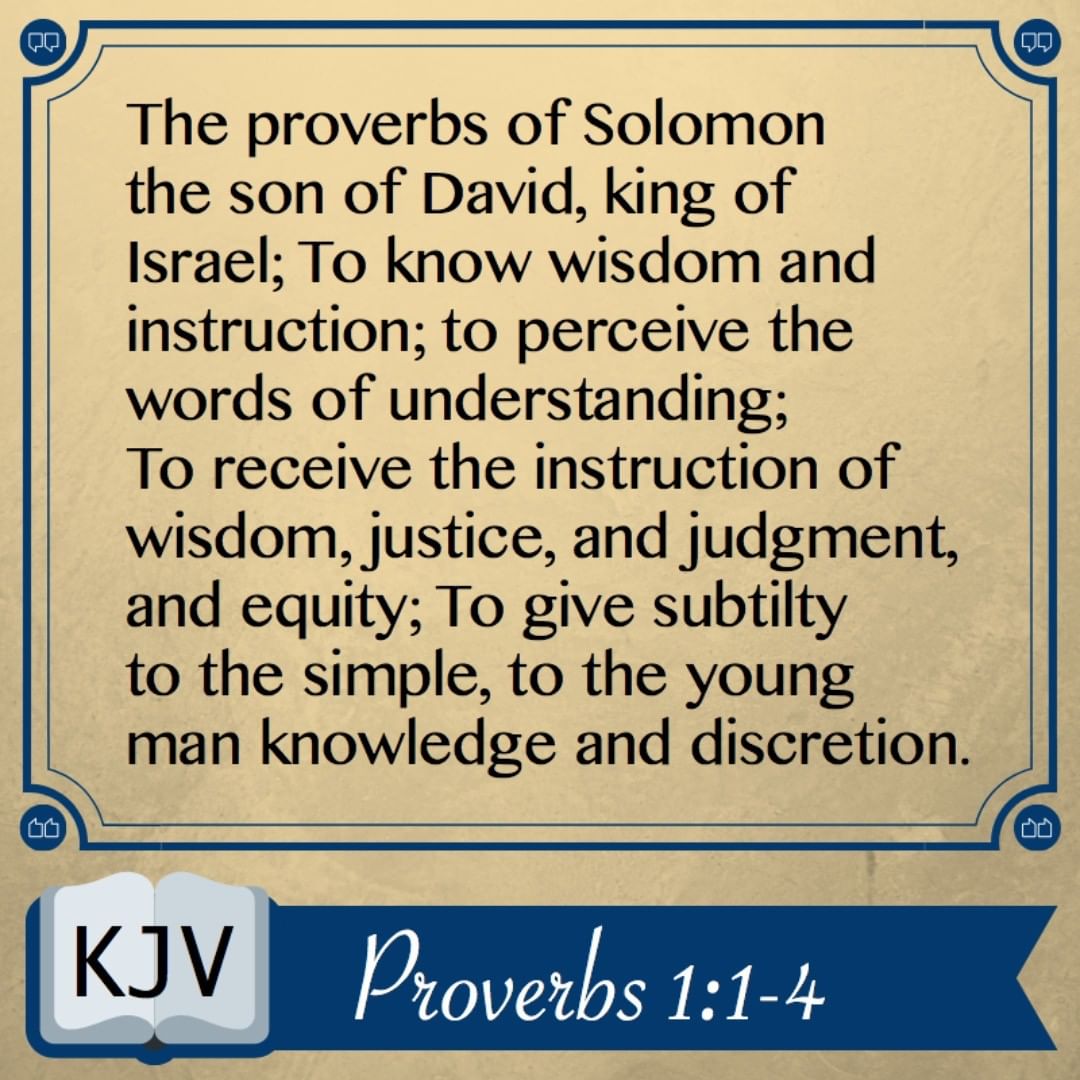 The proverbs of Solomon
the son of David, king of
Israel; To know wisdom and
instruction; to perceive the
words of understanding;
To receive the instruction of
wisdom, justice, and judgment,
and equity; To give subtilty
to the simple, to the young
man knowledge and discretion.
KJV
Proverbs 1:1-4